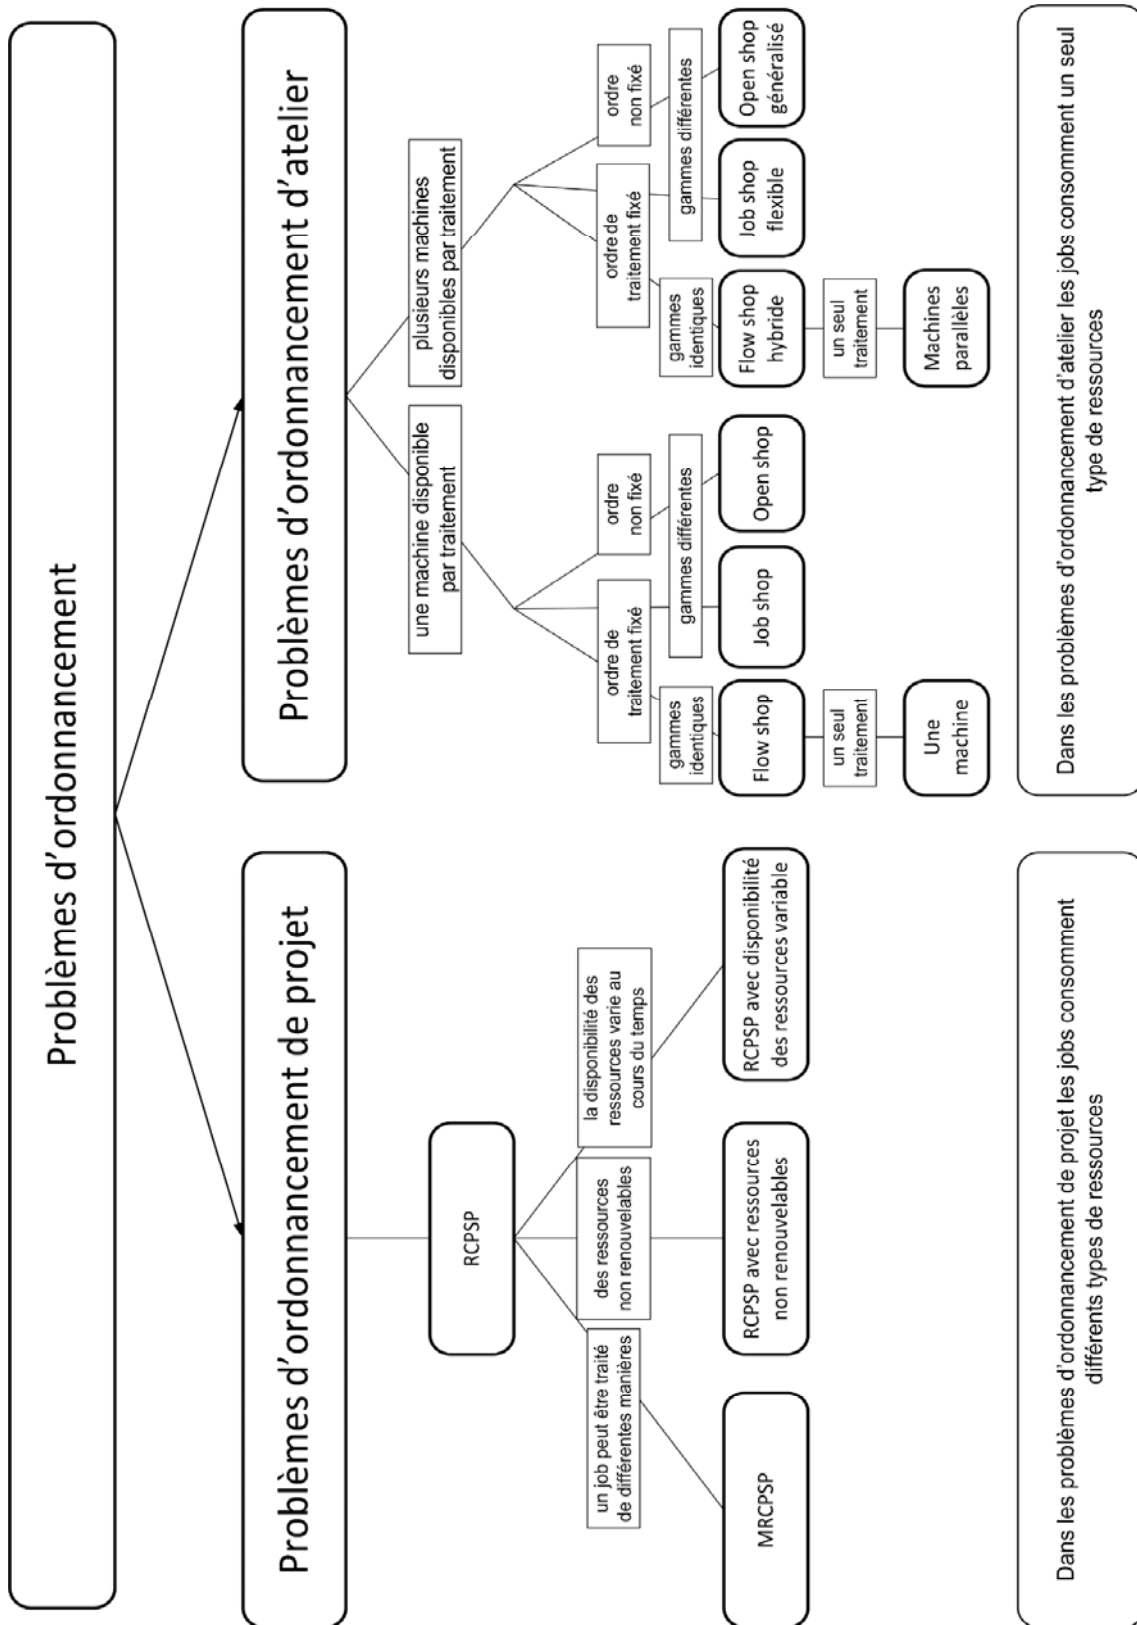 Problèmes d'ordonnancement
Problèmes d'ordonnancement de projet
Problèmes d'ordonnancement d'atelier
RCPSP
un job peut être traité
de différentes manières
des ressources
non renouvelables
la disponibilité des
ressources varie au
cours du temps
MRCPSP
RCPSP avec ressources
non renouvelables
RCPSP avec disponibilité
des ressources variable
une machine disponible
par traitement
plusieurs machines
disponibles par traitement
ordre de
traitement fixé
ordre
non fixé
gammes
identiques
gammes différentes
Flow shop
Job shop
Open shop
un seul
traitement
Une
machine
ordre de
traitement fixé
ordre
non fixé
gammes
identiques
gammes différentes
Flow shop
hybride
Job shop
flexible
Open shop
généralisé
un seul
traitement
Machines
parallèles
Dans les problèmes d'ordonnancement de projet les jobs consomment
différents types de ressources
Dans les problèmes d'ordonnancement d'atelier les jobs consomment un seul
type de ressources